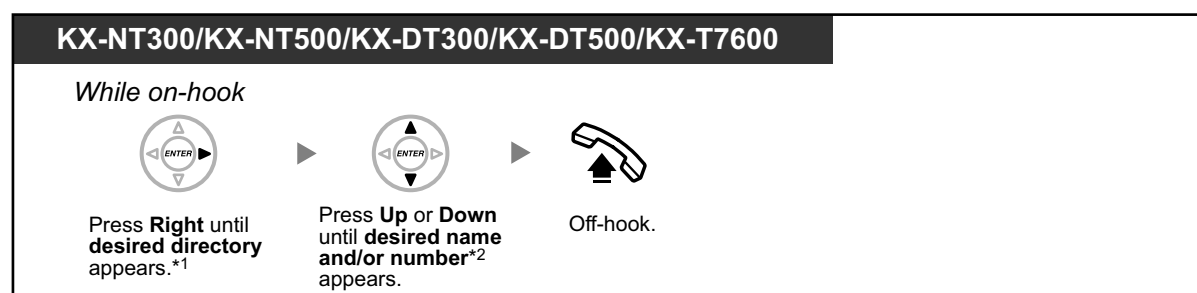 KX-NT300/KX-NT500/KX-DT300/KX-DT500/KX-T7600
While on-hook
ENTER
ENTER
Press Right until
desired directory
appears.*1
Press Up or Down
until desired name
and/or number*2
appears.
Off-hook.